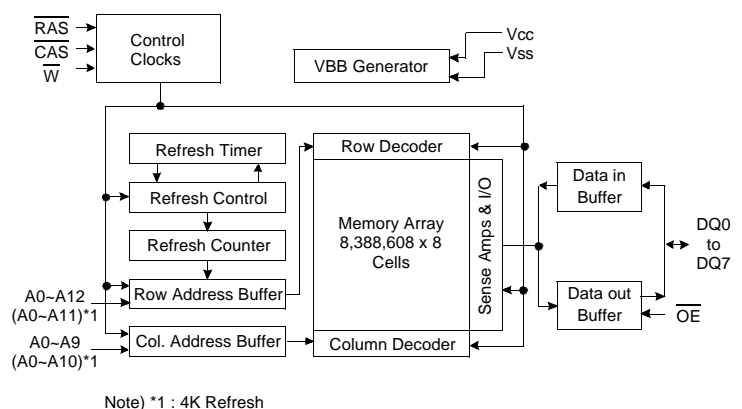 RAS
CAS
W
Control
Clocks
VBB Generator
Vcc
Vss
Refresh Timer
Refresh Control
Refresh Counter
Row Address Buffer
Col. Address Buffer
A0~A12
(A0~A11)*1
A0~A9
(A0~A10)*1
Row Decoder
Memory Array
8,388,608 x 8
Cells
Column Decoder
Sense Amps & I/O
Data in
Buffer
Data out
Buffer
DQ0
to
DQ7
OE
Note) *1 : 4K Refresh